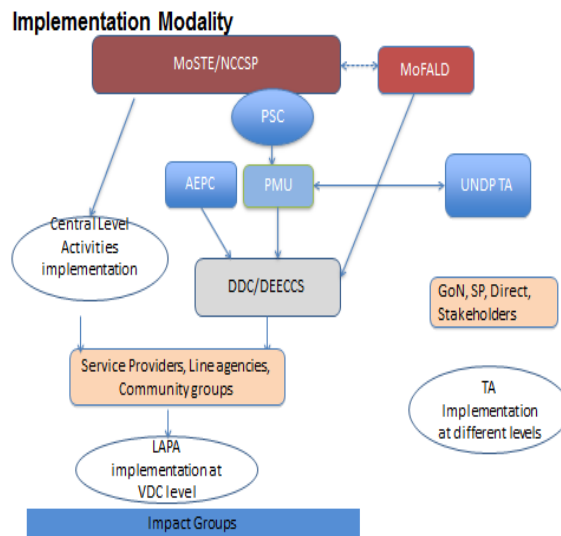 Implementation Modality
MoSTE/NCCSP
MoFALD
PSC
AEPC
PMU
UNDP TA
Central Level
Activities
implementation
DDC/DEECCS
GoN, SP, Direct,
Stakeholders
Service Providers, Line agencies,
Community groups
TA
Implementation
at different levels
LAPA
implementation at
VDC level
Impact Groups